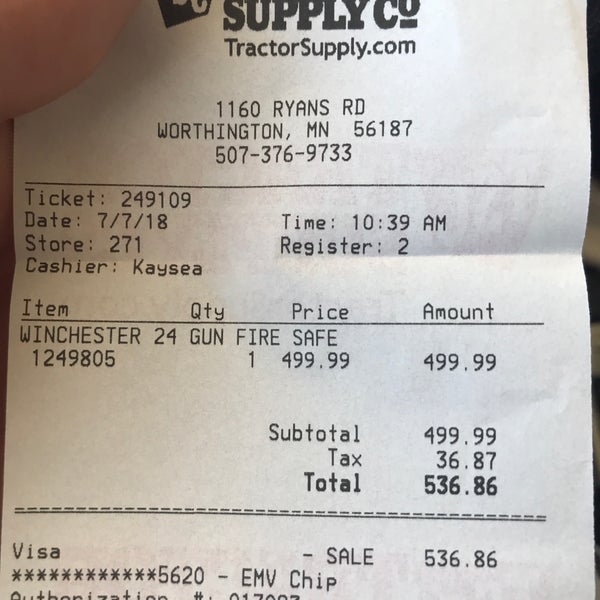 SUPPLY CO
TractorSupply.com
1160 RYANS RD
WORTHINGTON, MN 56187
507-376-9733
Ticket: 249109
Date: 7/7/18 Time: 10:39 AM
Store: 271 Register: 2
Cashier: Kaysea
Item Qty Price Amount
WINCHESTER 24 GUN FIRE SAFE
1249805 1 499.99 499.99
Subtotal 499.99
Tax 36.87
Total 536.86
Visa - SALE 536.86
************5620 - EMV Chip
Authorization #: